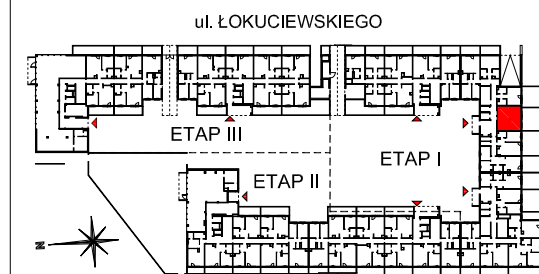 ul. ŁOKUCIEWSKIEGO
ETAP III
ETAP I
ETAP II
N